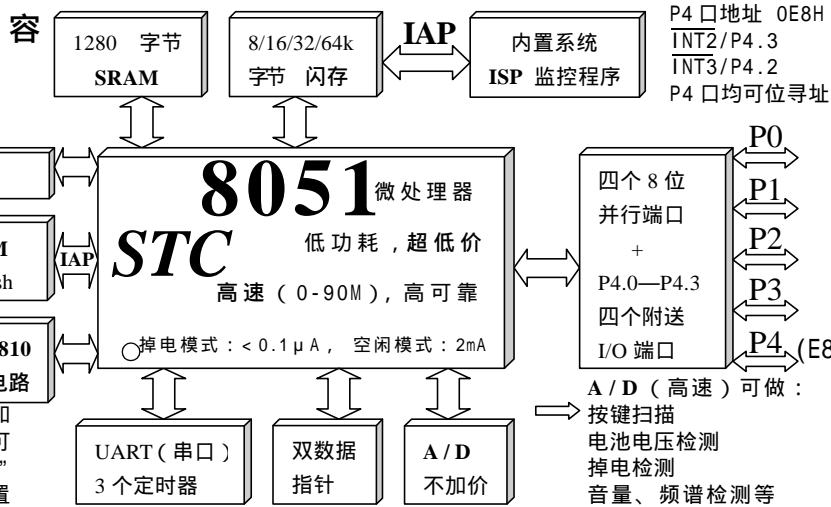 容
1280 字节
SRAM
8/16/32/64k
字节 闪存
IAP
内置系统
ISP 监控程序
P4 口地址 0E8H
INT2/P4.3
INT3/P4.2
P4 口均可位寻址
8051 微处理器
STC 低功耗,超低价
高速(0-90M),高可靠
掉电模式:<0.1μA, 空闲模式:2mA
M
sh
IAP
810
电路
和
可
”
置
四个 8 位
并行端口
+
P4.0—P4.3
四个附送
I/O 端口
P0
P1
P2
P3
P4 (E8
UART(串口)
3 个定时器
双数据
指针
A/D
不加价
A/D(高速)可做:
按键扫描
电池电压检测
掉电检测
音量、频谱检测等